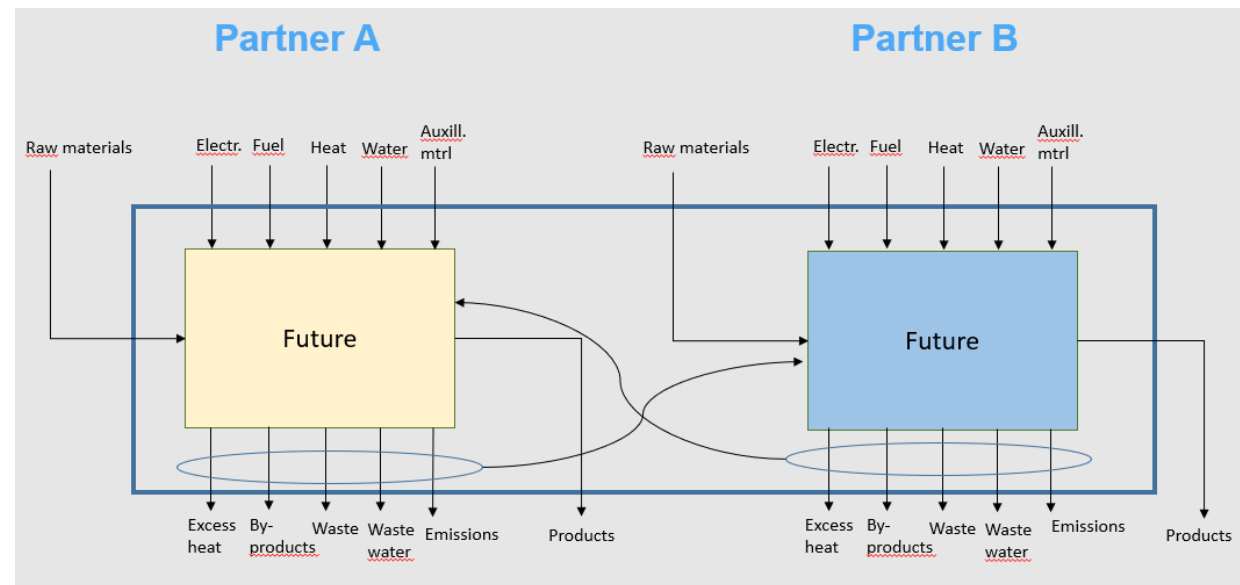 Partner A
Partner B
Raw materials
Electr.
Fuel
Heat
Water
Auxill.
mtrl
Raw materials
Electr.
Fuel
Heat
Water
Auxill.
mtrl
Future
Future
Excess
heat
By-
products
Waste
Waste
water
Emissions
Products
Excess
heat
By-
products
Waste
Waste
water
Emissions
Products